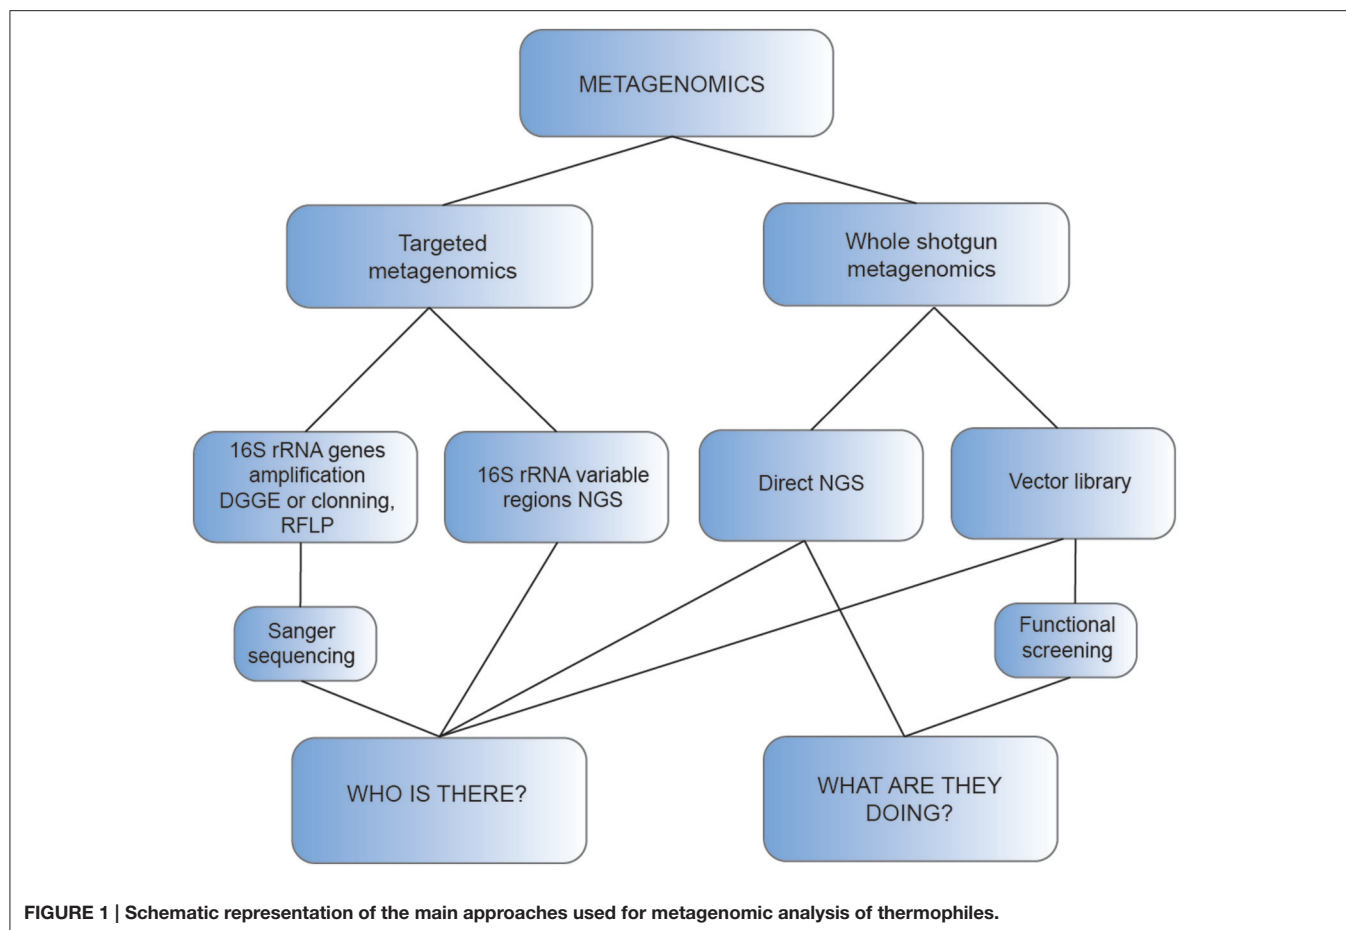 METAGENOMICS
Targeted
metagenomics
Whole shotgun
metagenomics
16S rRNA genes
amplification
DGGE or clonning,
RFLP
16S rRNA variable
regions NGS
Direct NGS
Vector library
Sanger
sequencing
Functional
screening
WHO IS THERE?
WHAT ARE THEY
DOING?
FIGURE 1 | Schematic representation of the main approaches used for metagenomic analysis of thermophiles.